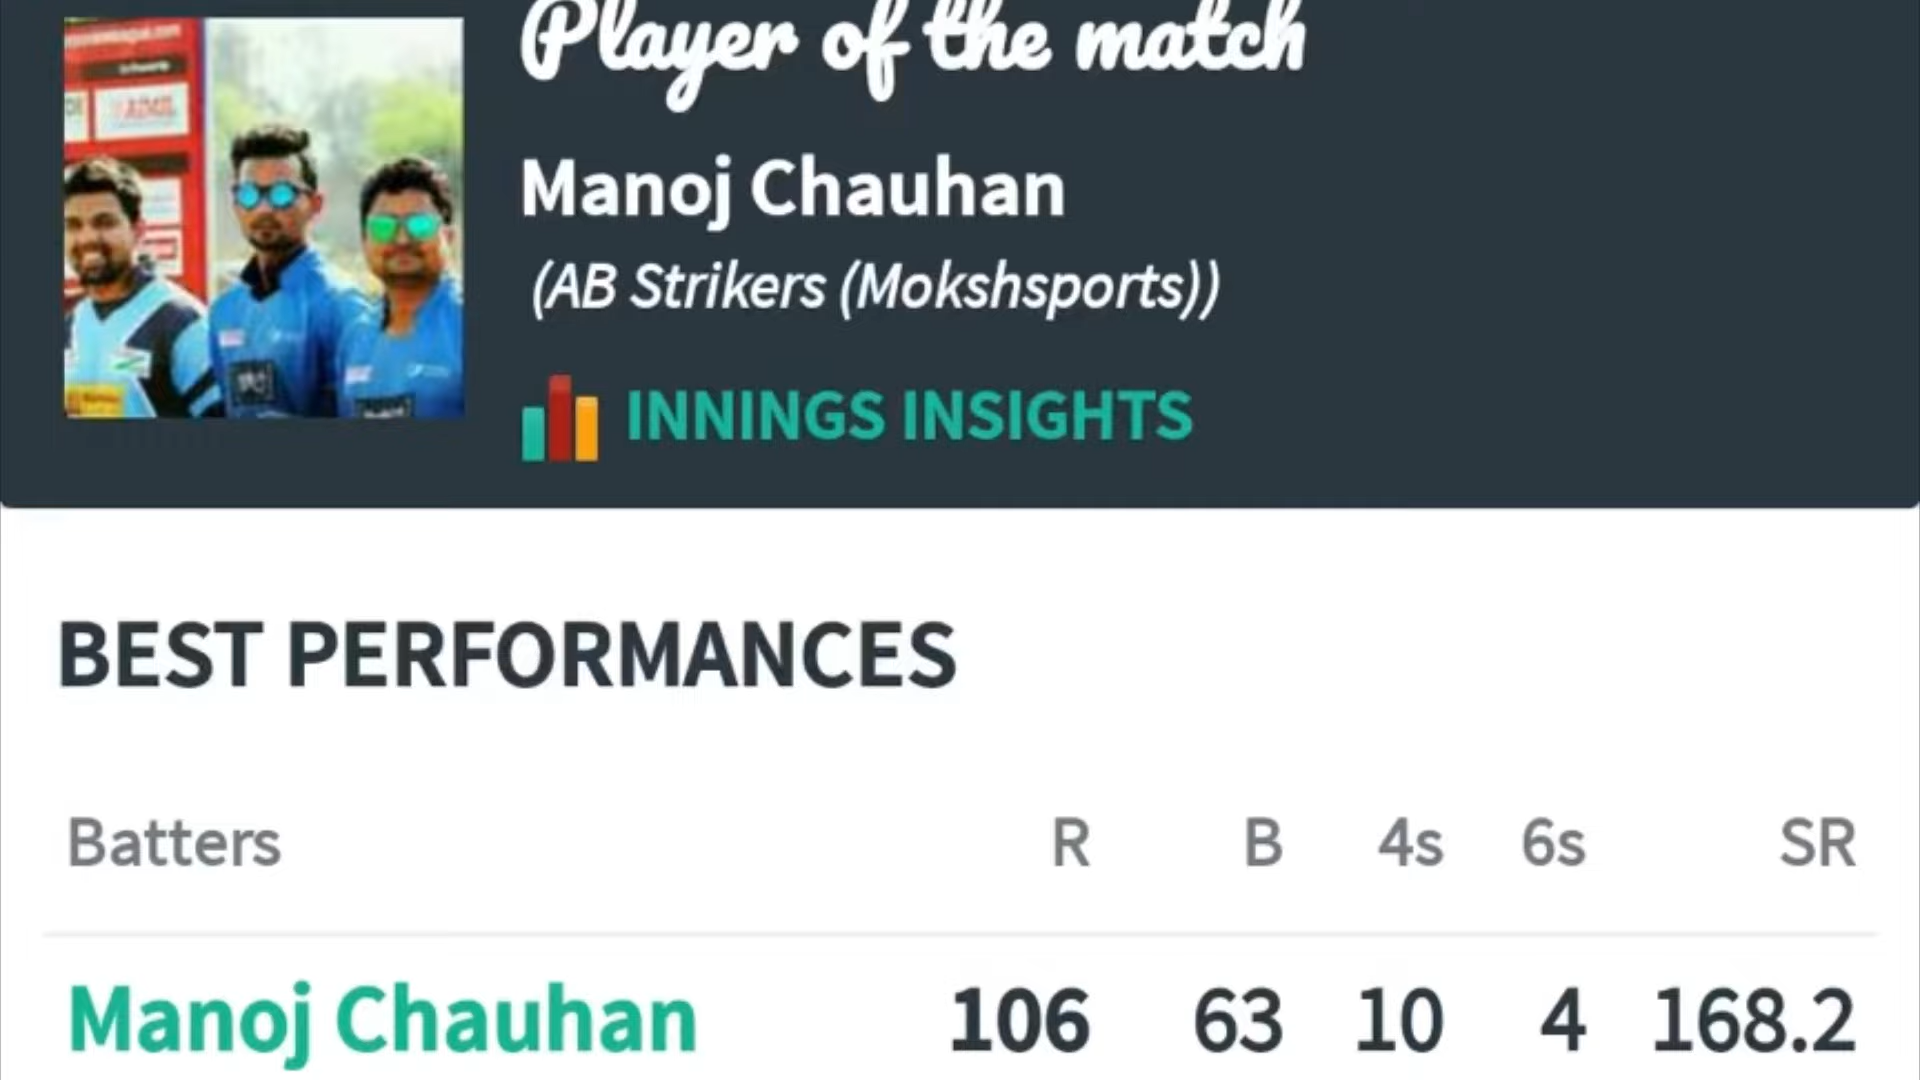 Player of the match
Manoj Chauhan
(AB Strikers (Mokshsports))
INNINGS INSIGHTS
BEST PERFORMANCES
Batters R B 4s 6s SR
Manoj Chauhan 106 63 10 4 168.2